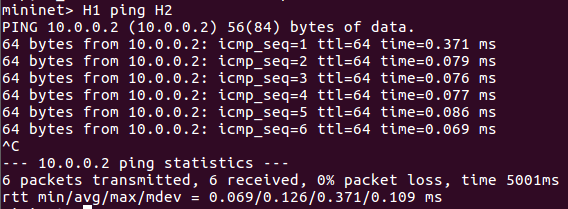 mininet> H1 ping H2
PING 10.0.0.2 (10.0.0.2) 56(84) bytes of data.
64 bytes from 10.0.0.2: icmp_seq=1 ttl=64 time=0.371 ms
64 bytes from 10.0.0.2: icmp_seq=2 ttl=64 time=0.079 ms
64 bytes from 10.0.0.2: icmp_seq=3 ttl=64 time=0.076 ms
64 bytes from 10.0.0.2: icmp_seq=4 ttl=64 time=0.077 ms
64 bytes from 10.0.0.2: icmp_seq=5 ttl=64 time=0.086 ms
64 bytes from 10.0.0.2: icmp_seq=6 ttl=64 time=0.069 ms
^C
--- 10.0.0.2 ping statistics ---
6 packets transmitted, 6 received, 0% packet loss, time 5001ms
rtt min/avg/max/mdev = 0.069/0.126/0.371/0.109 ms